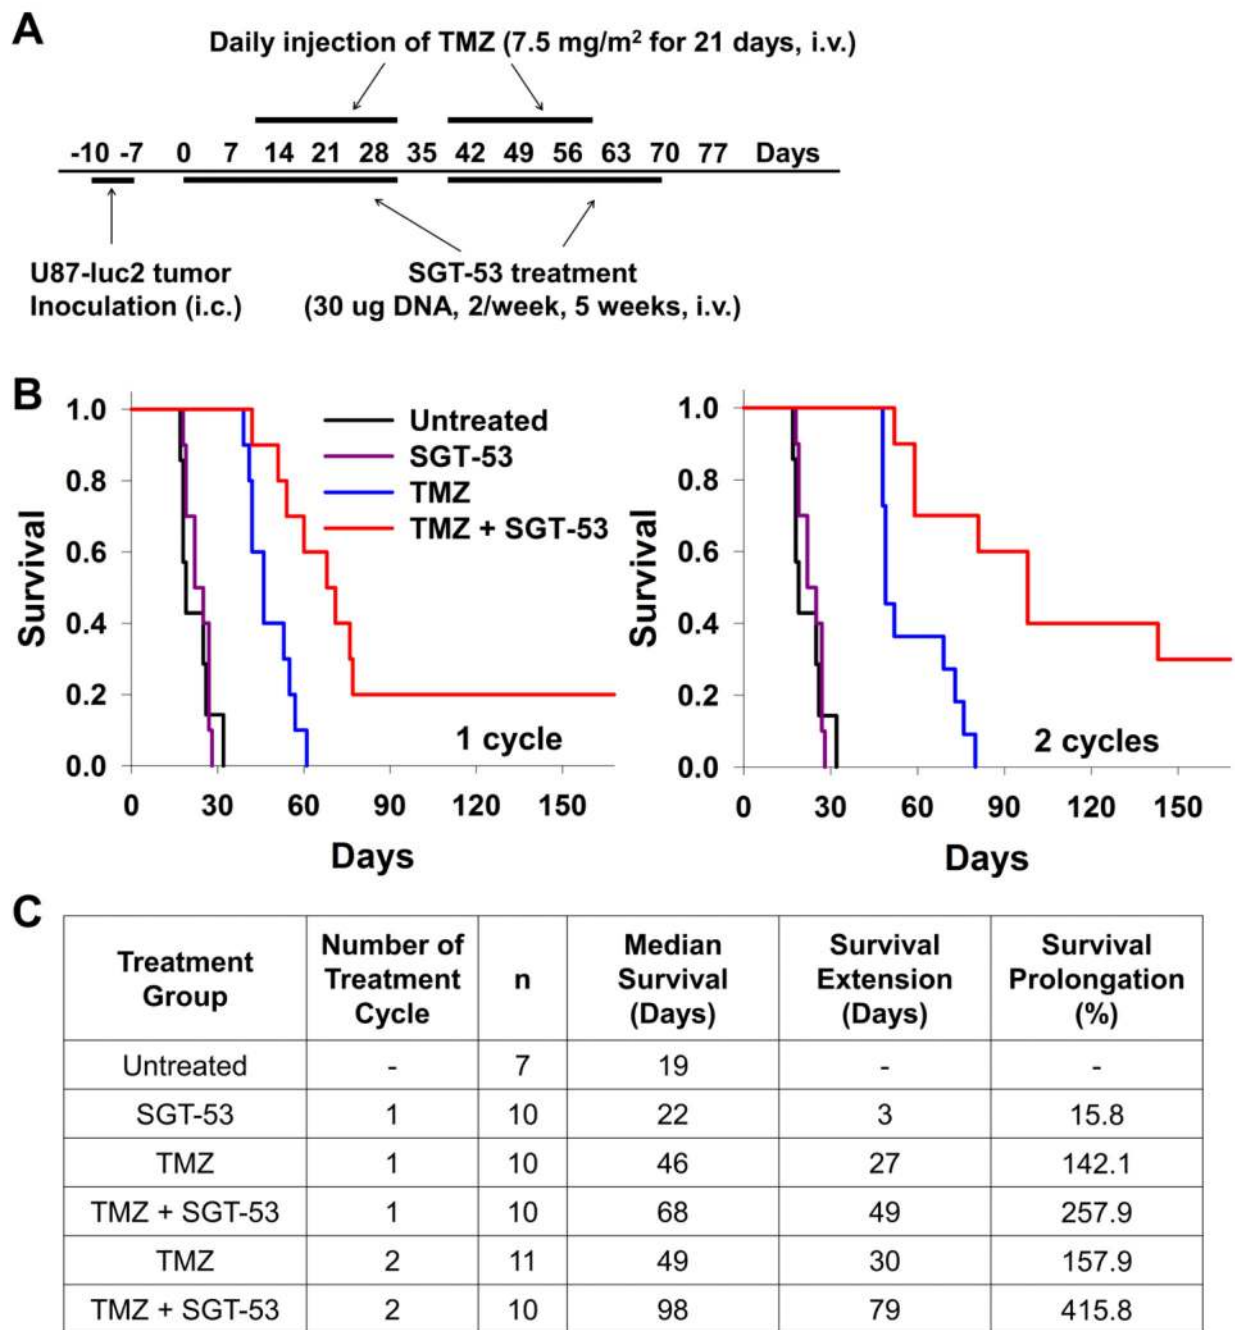 A
Daily injection of TMZ (7.5 mg/m² for 21 days, i.v.)
-10 -7 0 7 14 21 28 35 42 49 56 63 70 77 Days
U87-luc2 tumor
Inoculation (i.c.)
SGT-53 treatment
(30 ug DNA, 2/week, 5 weeks, i.v.)
B
Survival
1.0
0.8
0.6
0.4
0.2
0.0
Untreated
SGT-53
TMZ
TMZ + SGT-53
1 cycle
0 30 60 90 120 150
Days
Survival
1.0
0.8
0.6
0.4
0.2
0.0
2 cycles
0 30 60 90 120 150
Days
C
Treatment Group Number of Treatment Cycle n Median Survival (Days) Survival Extension (Days) Survival Prolongation (%)
Untreated - 7 19 - -
SGT-53 1 10 22 3 15.8
TMZ 1 10 46 27 142.1
TMZ + SGT-53 1 10 68 49 257.9
TMZ 2 11 49 30 157.9
TMZ + SGT-53 2 10 98 79 415.8